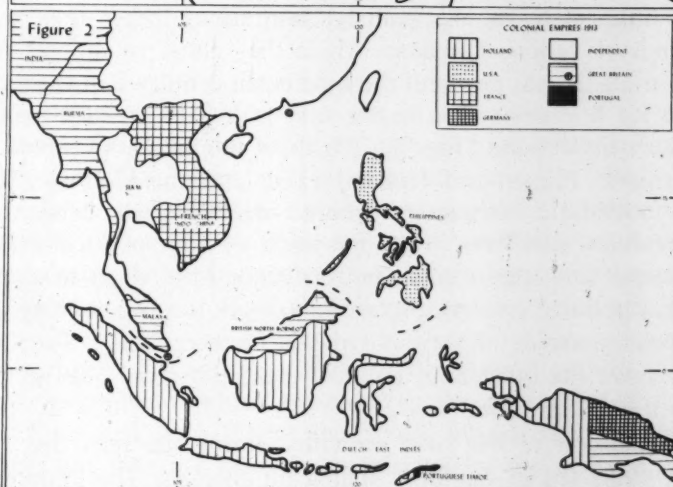 Figure 2
COLONIAL EMPIRES 1913
HOLLAND
U.S.A.
FRANCE
GERMANY
INDEPENDENT
GREAT BRITAIN
PORTUGAL
INDIA
BURMA
SIAM
FRENCH
INDO CHINA
PHILIPPINES
MALAYA
BRITISH NORTH BORNEO
DUTCH EAST INDIES
PORTUGUESE TIMOR